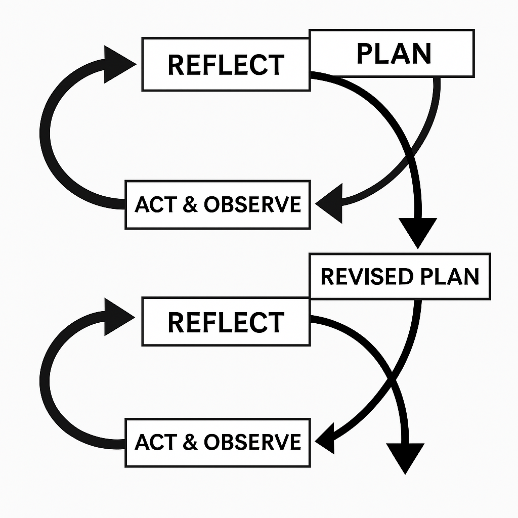 REFLECT
PLAN
ACT & OBSERVE
REVISED PLAN
REFLECT
ACT & OBSERVE